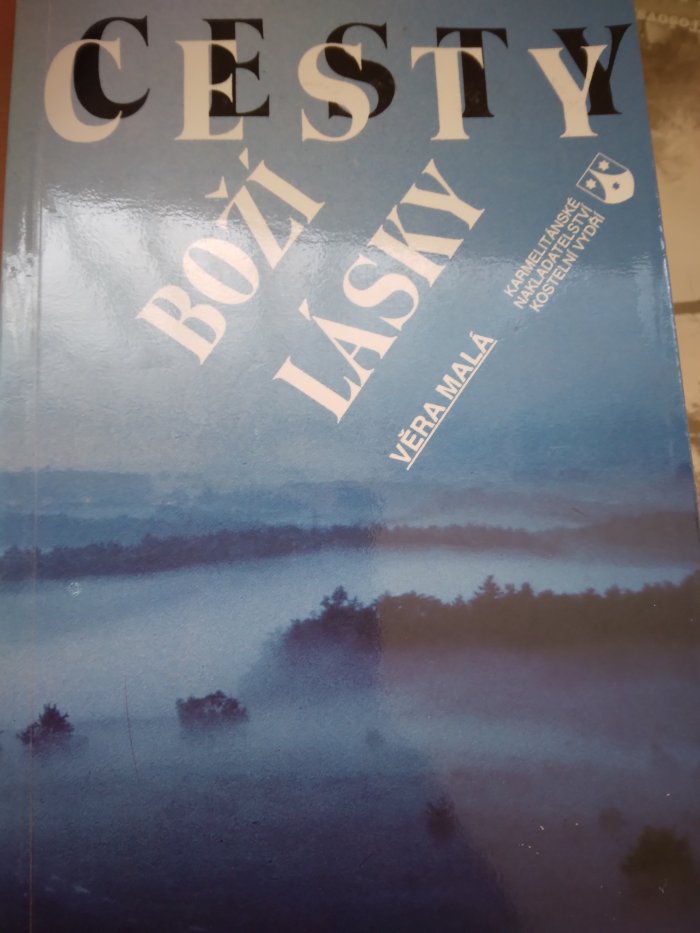 CESTY
BOŽÍ
LÁSKY
VĚRA MALÁ
KARMELITÁNSKÉ
NAKLADATELSTVÍ
KOSTELNÍ VYDŘÍ